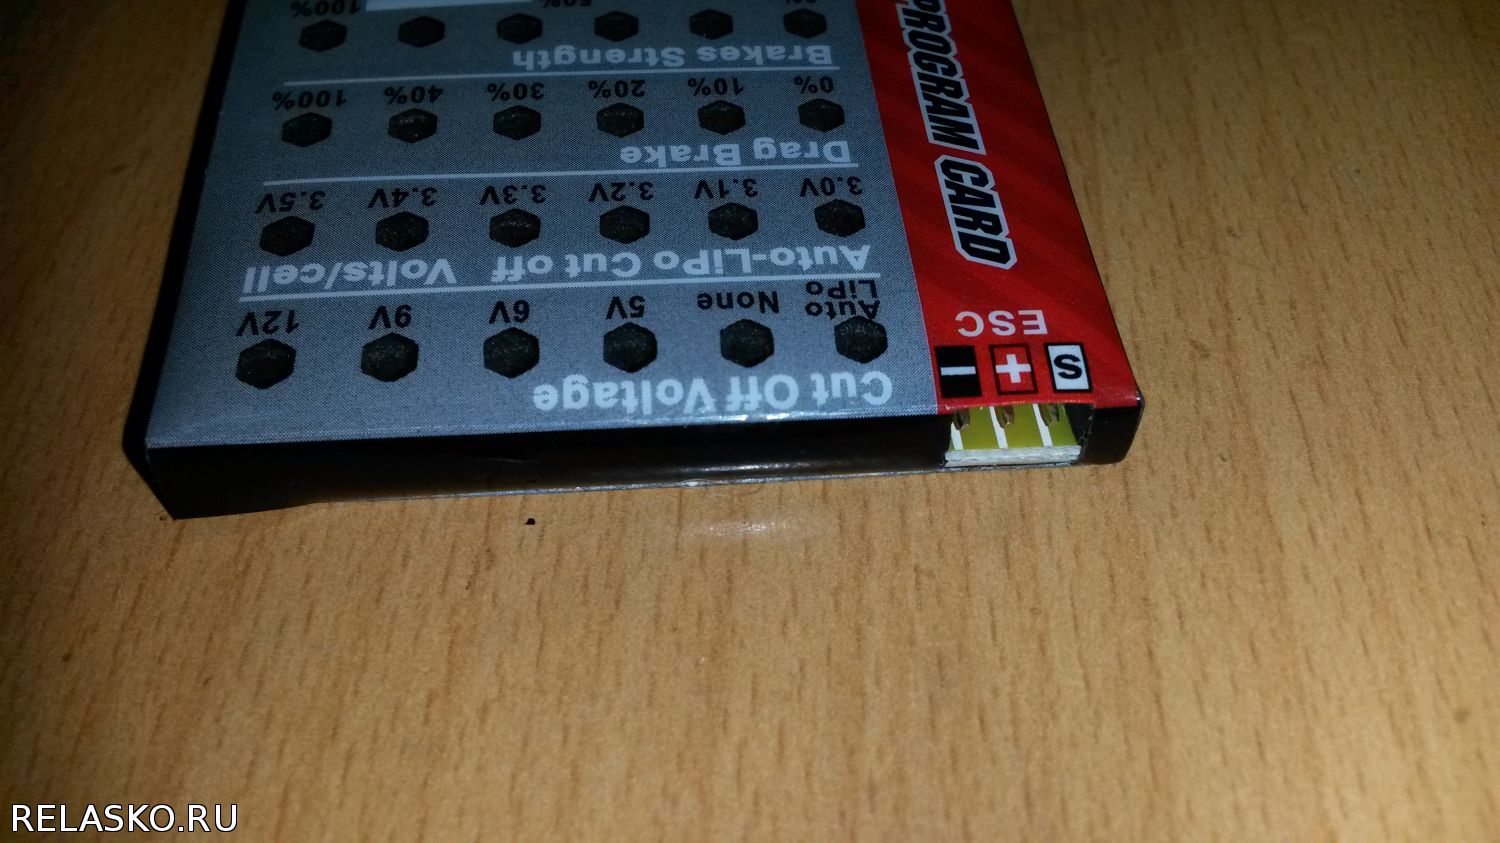 S + −
ESC
PROGRAM CARD
Cut Off Voltage
Auto LiPo None 5V 6V 9V 12V
Auto-LiPo Cut off Volts/cell
3.0V 3.1V 3.2V 3.3V 3.4V 3.5V
Drag Brake
0% 10% 20% 30% 40% 100%
Brakes Strength
0% 50% 100%
RELASKO.RU